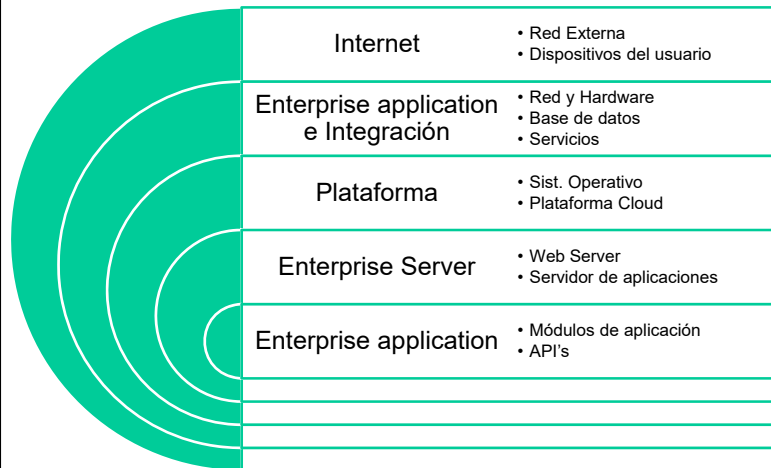 Internet
• Red Externa
• Dispositivos del usuario
Enterprise application
e Integración
• Red y Hardware
• Base de datos
• Servicios
Plataforma
• Sist. Operativo
• Plataforma Cloud
Enterprise Server
• Web Server
• Servidor de aplicaciones
Enterprise application
• Módulos de aplicación
• API’s